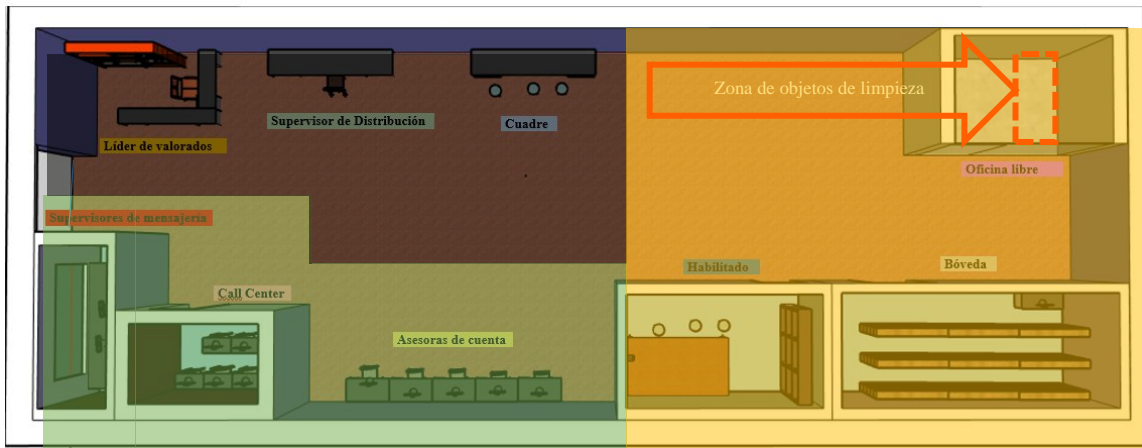 Zona de objetos de limpieza
Supervisor de Distribución
Cuadre
Líder de valorados
Oficina libre
Supervisores de mensajería
Habilitado
Bóveda
Call Center
Asesoras de cuenta